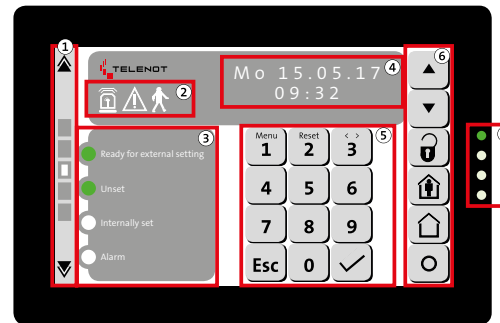 1
TELENOT
2
Mo 15.05.17
09:32
4
6
3
Ready for external setting
Unset
Internally set
Alarm
5
Menu Reset < >
1 2 3
4 5 6
7 8 9
Esc 0